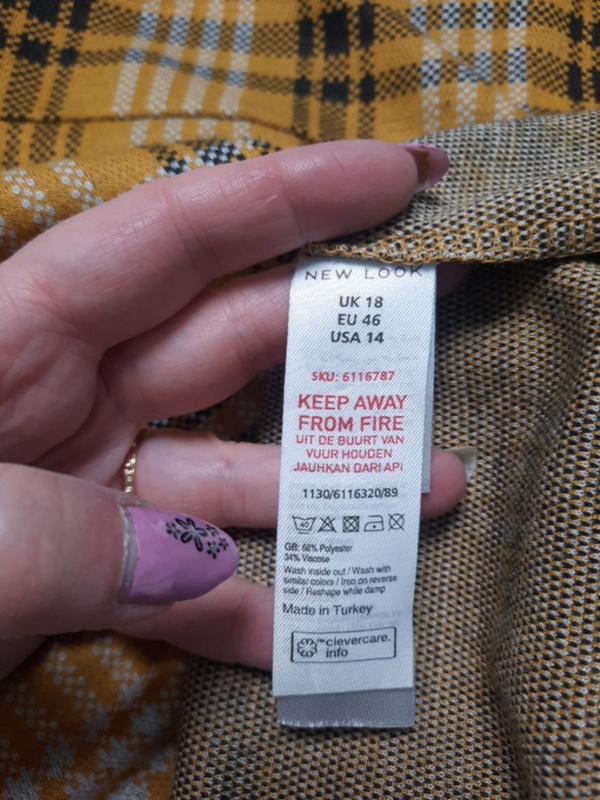 NEW LOOK
UK 18
EU 46
USA 14
SKU: 6116787
KEEP AWAY
FROM FIRE
UIT DE BUURT VAN
VUUR HOUDEN
JAUHKAN DARI API
1130/6116320/89
40
GB: 66% Polyester
34% Viscose
Wash inside out / Wash with
similar colors / Iron on reverse
side / Reshape while damp
Made in Turkey
™clevercare.
info